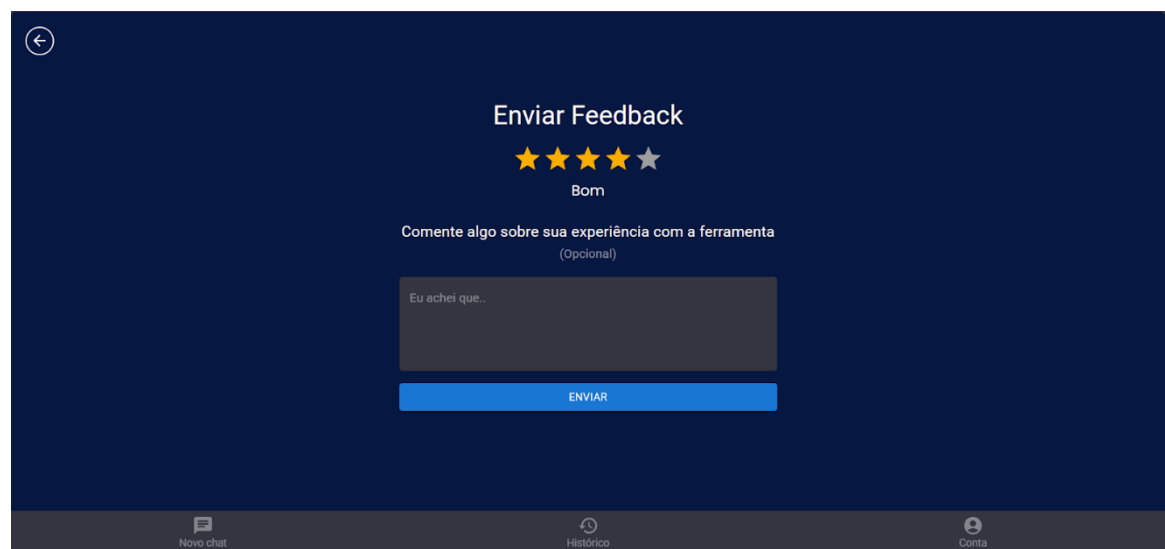 Enviar Feedback
Bom
Comente algo sobre sua experiência com a ferramenta
(Opcional)
Eu achei que..
ENVIAR
Novo chat
Histórico
Conta